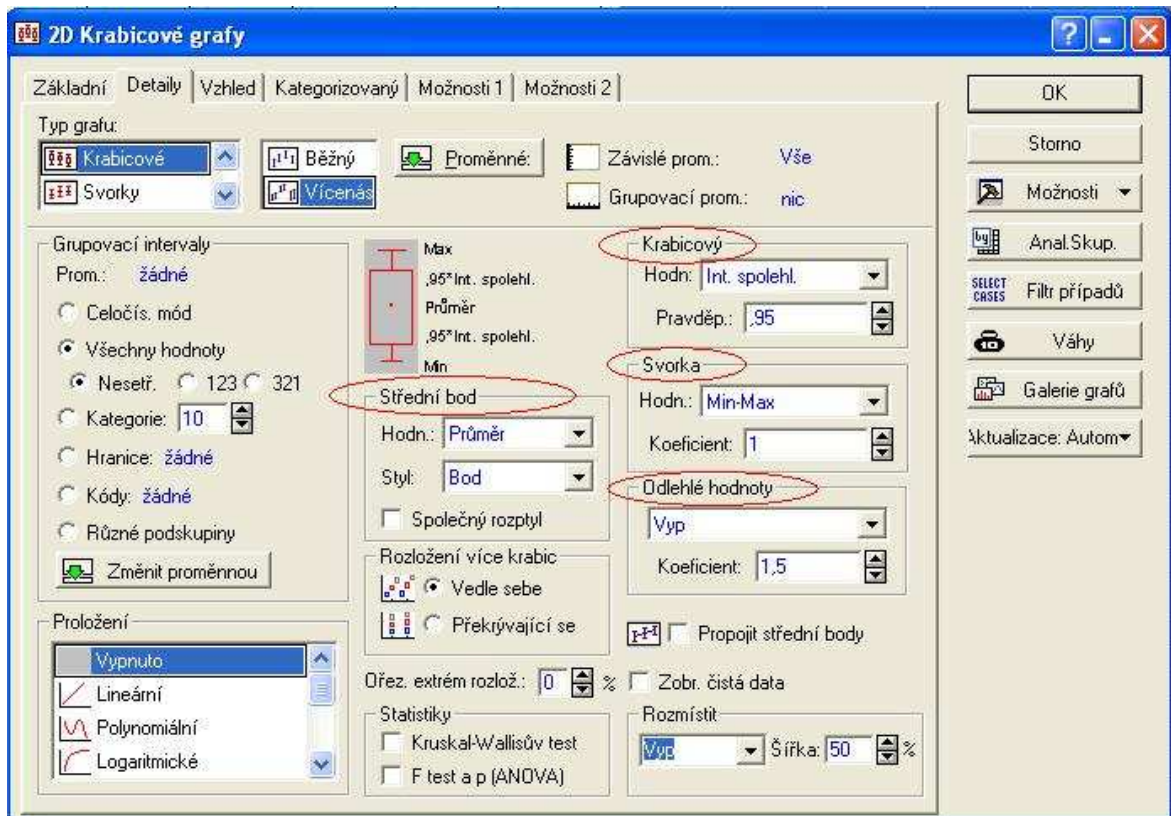 2D Krabicové grafy
Základní Detaily Vzhled Kategorizovaný Možnosti 1 Možnosti 2
Typ grafu:
Krabicové
Svorky
Běžný
Vícenás
Proměnné:
Závislé prom.: Vše
Grupovací prom.: nic
Grupovací intervaly
Prom.: žádné
Celočís. mód
Všechny hodnoty
Nesetř. 123 321
Kategorie: 10
Hranice: žádné
Kódy: žádné
Různé podskupiny
Změnit proměnnou
Proložení
Vypnuto
Lineární
Polynomiální
Logaritmické
Max
,95*Int. spolehl.
Průměr
,95*Int. spolehl.
Min
Střední bod
Hodn.: Průměr
Styl: Bod
Společný rozptyl
Rozložení více krabic
Vedle sebe
Překrývající se
Ořez. extrém rozlož.: 0 %
Statistiky
Kruskal-Wallisův test
F test a p (ANOVA)
Krabicový
Hodn: Int. spolehl.
Pravděp.: ,95
Svorka
Hodn.: Min-Max
Koeficient: 1
Odlehlé hodnoty
Vyp
Koeficient: 1,5
Propojit střední body
Zobr. čistá data
Rozmístit
Vyp Šířka: 50 %
OK
Storno
Možnosti
by Anal.Skup.
SELECT CASES Filtr případů
Váhy
Galerie grafů
Aktualizace: Autom